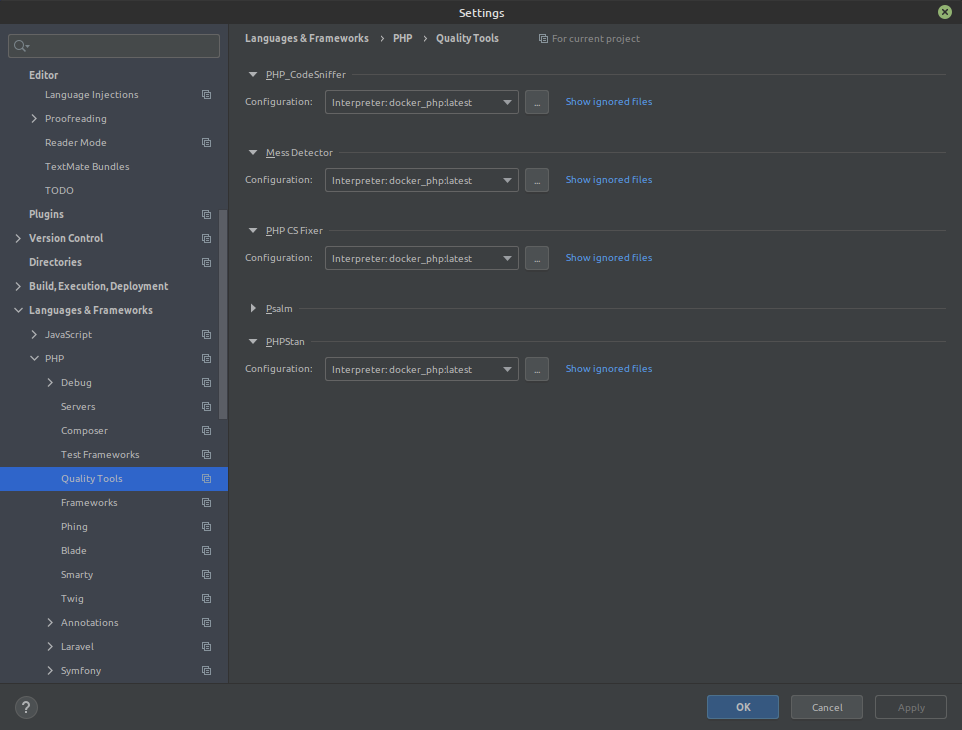 Settings
Languages & Frameworks › PHP › Quality Tools For current project
Editor
Language Injections
Proofreading
Reader Mode
TextMate Bundles
TODO
Plugins
Version Control
Directories
Build, Execution, Deployment
Languages & Frameworks
JavaScript
PHP
Debug
Servers
Composer
Test Frameworks
Quality Tools
Frameworks
Phing
Blade
Smarty
Twig
Annotations
Laravel
Symfony
PHP_CodeSniffer
Configuration: Interpreter: docker_php:latest ... Show ignored files
Mess Detector
Configuration: Interpreter: docker_php:latest ... Show ignored files
PHP CS Fixer
Configuration: Interpreter: docker_php:latest ... Show ignored files
Psalm
PHPStan
Configuration: Interpreter: docker_php:latest ... Show ignored files
? OK Cancel Apply